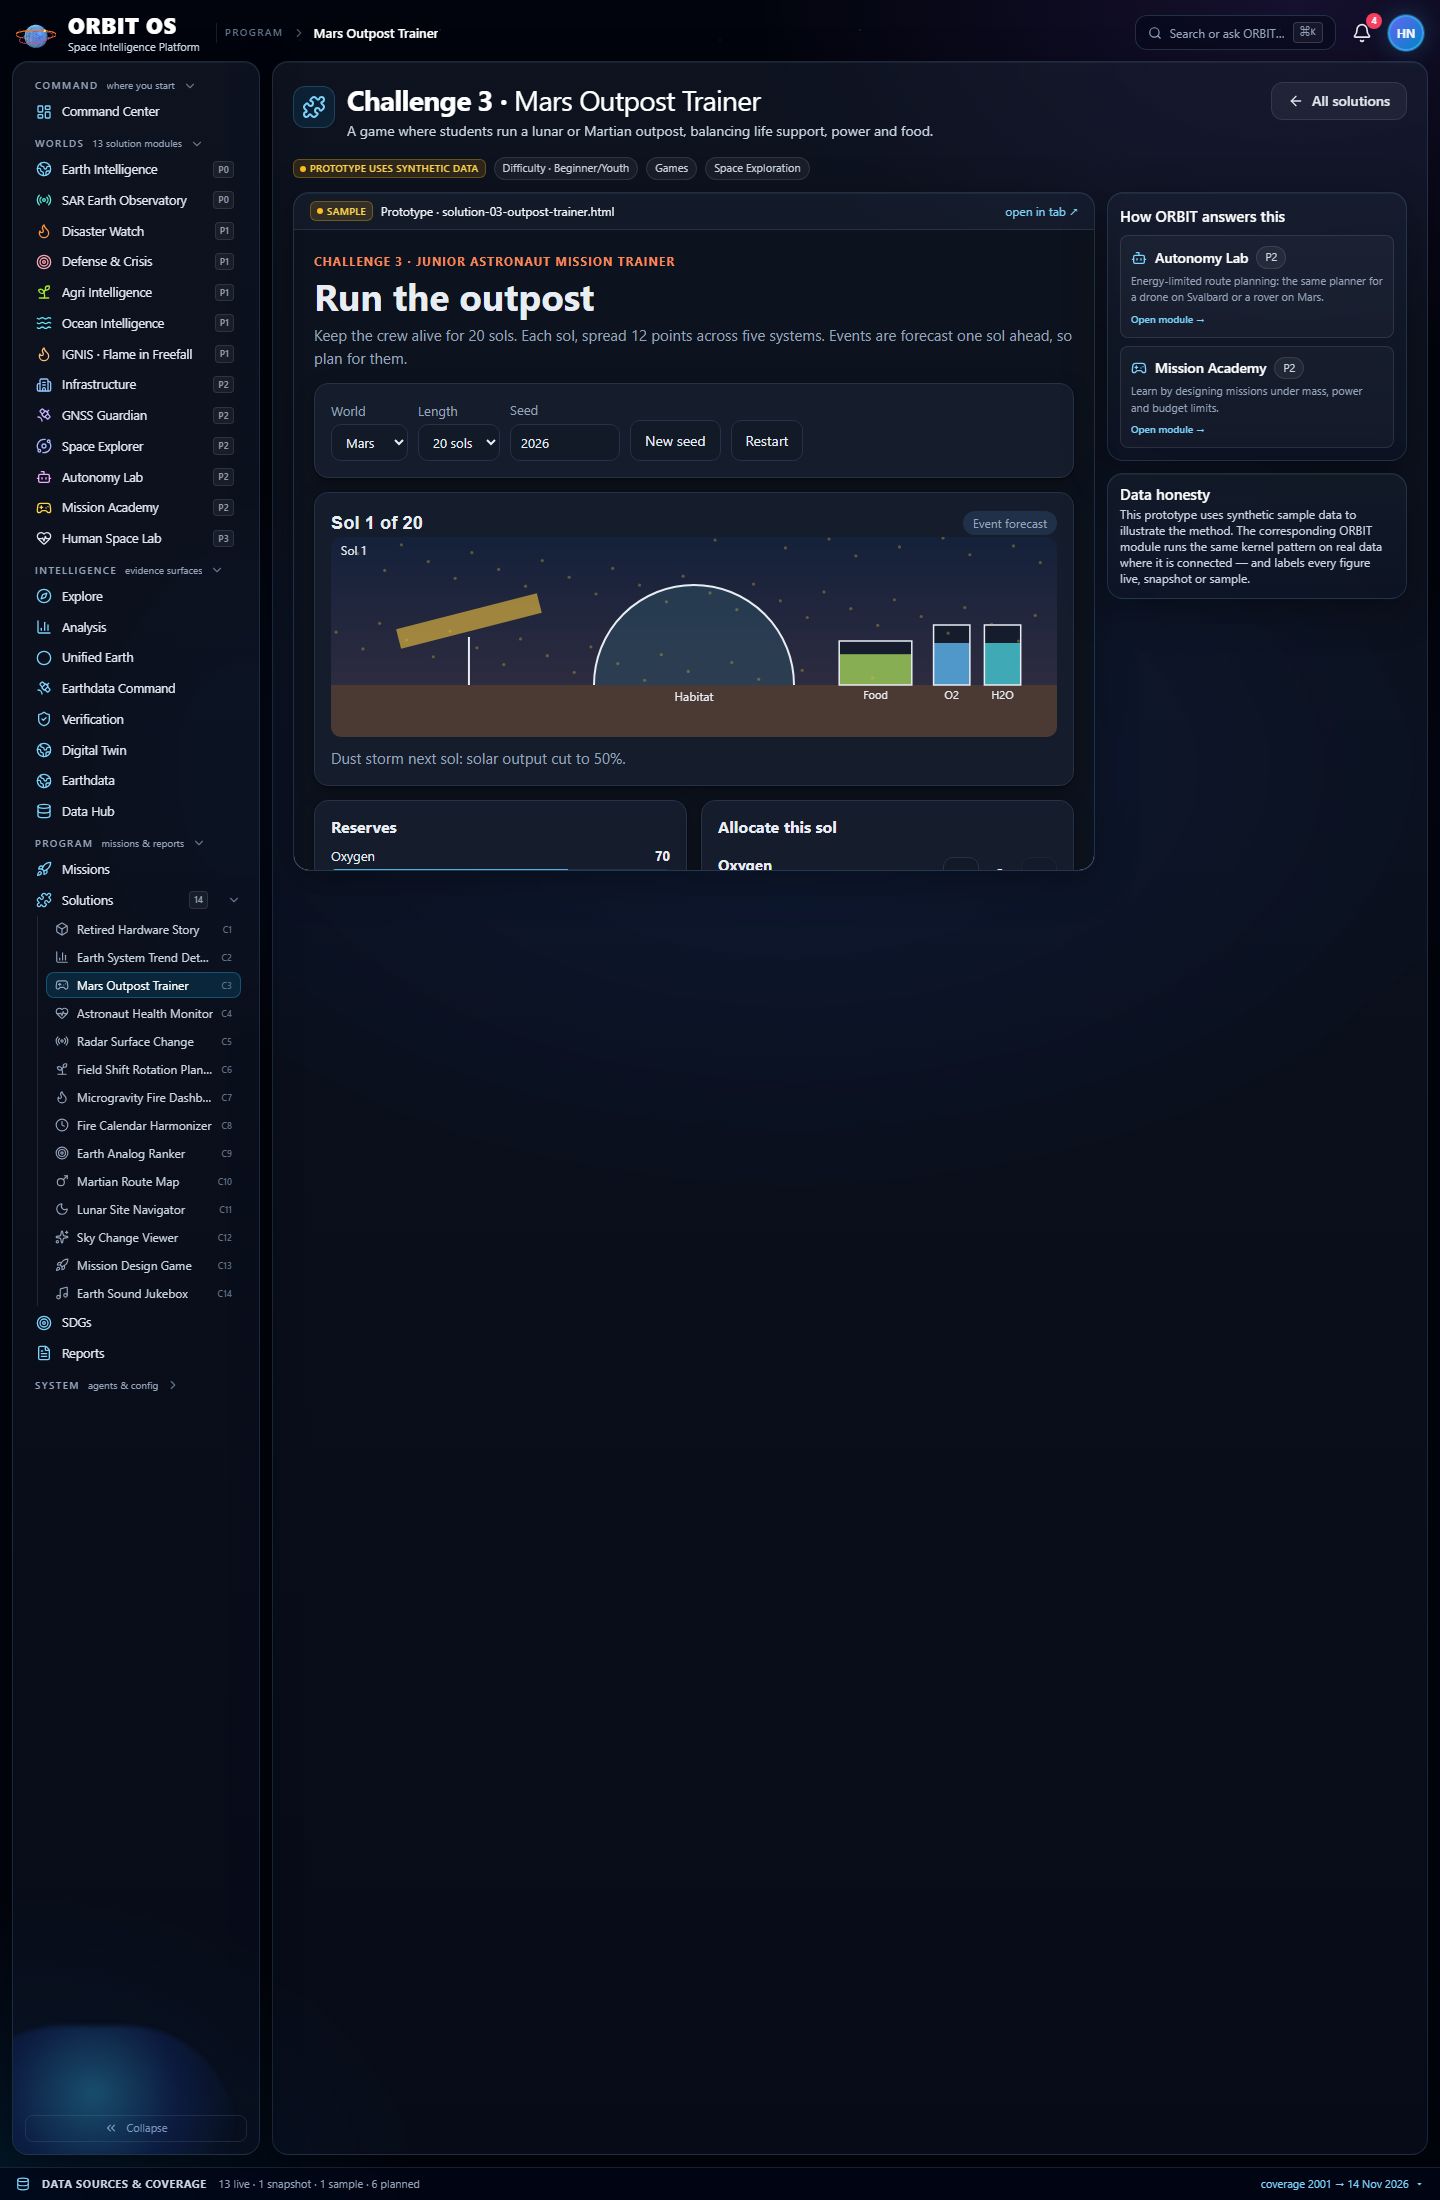 ORBIT OS
Space Intelligence Platform
PROGRAM
Mars Outpost Trainer
Search or ask ORBIT...
⌘K
4
HN
COMMAND where you start
Command Center
WORLDS 13 solution modules
Earth Intelligence P0
SAR Earth Observatory P0
Disaster Watch P1
Defense & Crisis P1
Agri Intelligence P1
Ocean Intelligence P1
IGNIS · Flame in Freefall P1
Infrastructure P2
GNSS Guardian P2
Space Explorer P2
Autonomy Lab P2
Mission Academy P2
Human Space Lab P3
INTELLIGENCE evidence surfaces
Explore
Analysis
Unified Earth
Earthdata Command
Verification
Digital Twin
Earthdata
Data Hub
PROGRAM missions & reports
Missions
Solutions 14
Retired Hardware Story C1
Earth System Trend Det... C2
Mars Outpost Trainer C3
Astronaut Health Monitor C4
Radar Surface Change C5
Field Shift Rotation Plan... C6
Microgravity Fire Dashb... C7
Fire Calendar Harmonizer C8
Earth Analog Ranker C9
Martian Route Map C10
Lunar Site Navigator C11
Sky Change Viewer C12
Mission Design Game C13
Earth Sound Jukebox C14
SDGs
Reports
SYSTEM agents & config
Collapse
Challenge 3 · Mars Outpost Trainer
A game where students run a lunar or Martian outpost, balancing life support, power and food.
← All solutions
PROTOTYPE USES SYNTHETIC DATA
Difficulty · Beginner/Youth
Games
Space Exploration
SAMPLE Prototype · solution-03-outpost-trainer.html
open in tab ↗
CHALLENGE 3 · JUNIOR ASTRONAUT MISSION TRAINER
Run the outpost
Keep the crew alive for 20 sols. Each sol, spread 12 points across five systems. Events are forecast one sol ahead, so
plan for them.
World Length Seed
Mars 20 sols 2026 New seed Restart
Sol 1 of 20
Event forecast
Sol 1
Habitat
Food
O2
H2O
Dust storm next sol: solar output cut to 50%.
Reserves
Oxygen 70
Allocate this sol
Oxygen
How ORBIT answers this
Autonomy Lab P2
Energy-limited route planning: the same planner for
a drone on Svalbard or a rover on Mars.
Open module →
Mission Academy P2
Learn by designing missions under mass, power
and budget limits.
Open module →
Data honesty
This prototype uses synthetic sample data to
illustrate the method. The corresponding ORBIT
module runs the same kernel pattern on real data
where it is connected — and labels every figure
live, snapshot or sample.
DATA SOURCES & COVERAGE 13 live · 1 snapshot · 1 sample · 6 planned
coverage 2001 → 14 Nov 2026